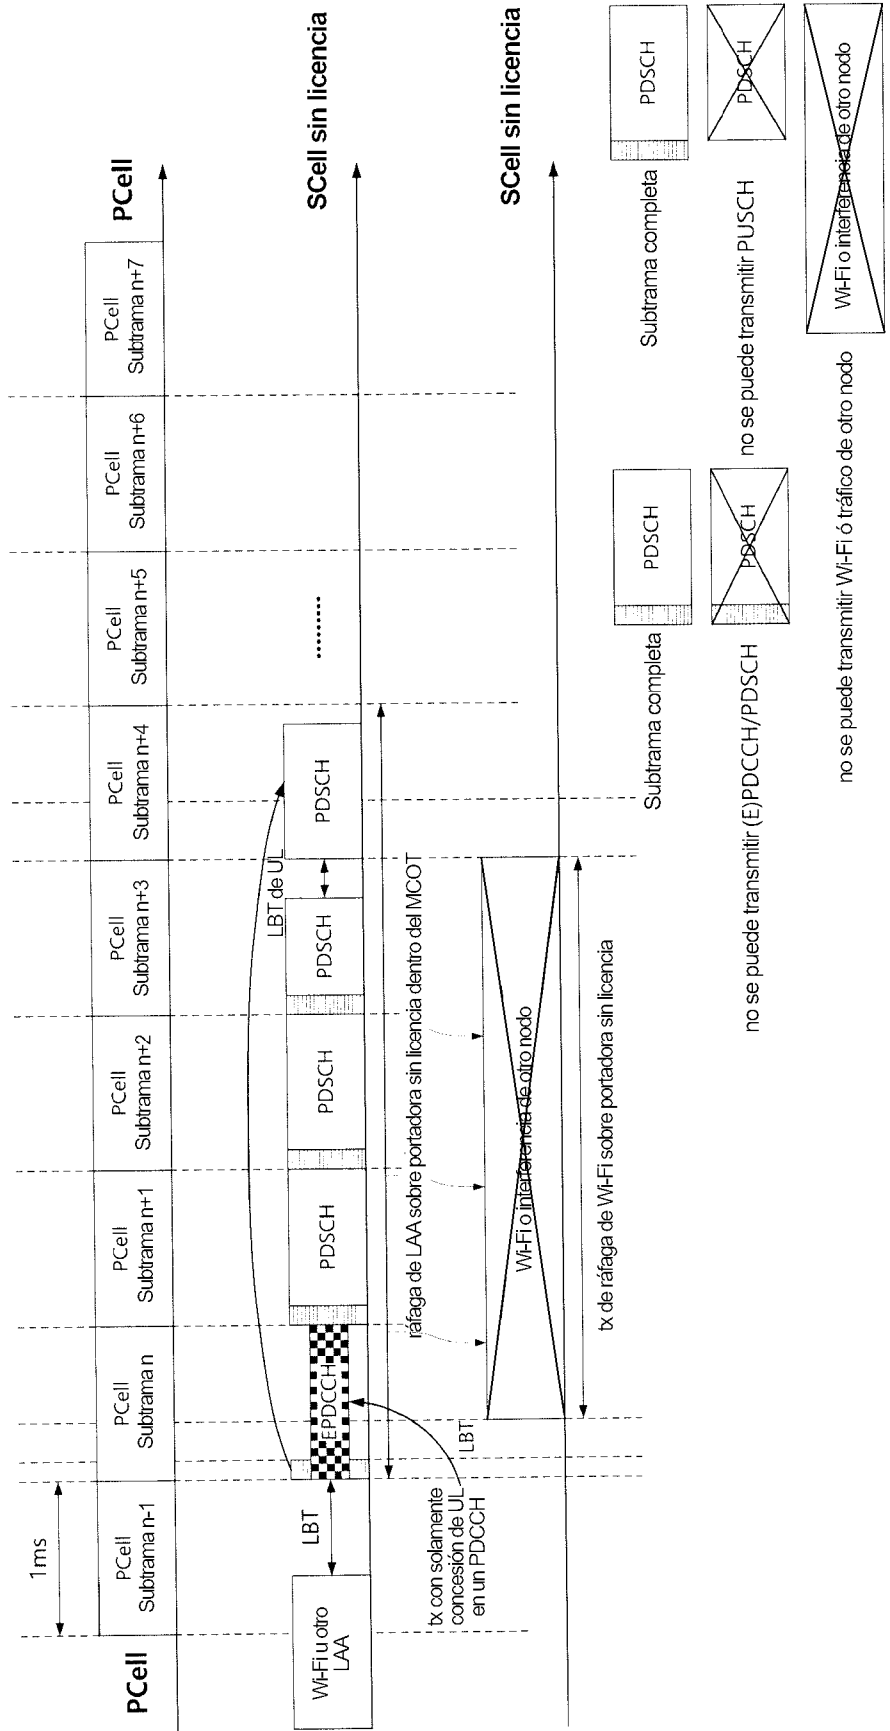 1ms
PCell
PCell
Subtrama n-1
PCell
Subtrama n
PCell
Subtrama n+1
PCell
Subtrama n+2
PCell
Subtrama n+3
PCell
Subtrama n+4
PCell
Subtrama n+5
PCell
Subtrama n+6
PCell
Subtrama n+7
PCell
Wi-Fi u otro
LAA
LBT
EPDCCH
PDSCH
PDSCH
PDSCH
LBT de UL
PDSCH
.........
SCell sin licencia
tx con solamente
concesión de UL
en un PDCCH
ráfaga de LAA sobre portadora sin licencia dentro del MCOT
LBT
Wi-Fi o interferencia de otro nodo
SCell sin licencia
tx de ráfaga de Wi-Fi sobre portadora sin licencia
Subtrama completa
PDSCH
Subtrama completa
PDSCH
no se puede transmitir (E)PDCCH/PDSCH
PDSCH
no se puede transmitir PUSCH
PDSCH
no se puede transmitir Wi-Fi ó tráfico de otro nodo
Wi-Fi o interferencia de otro nodo